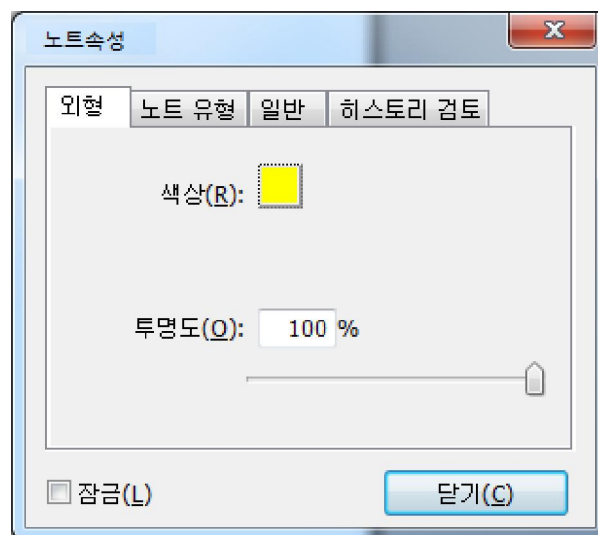 노트속성
외형 노트 유형 일반 히스토리 검토
색상(R):
투명도(O): 100 %
잠금(L) 닫기(C)